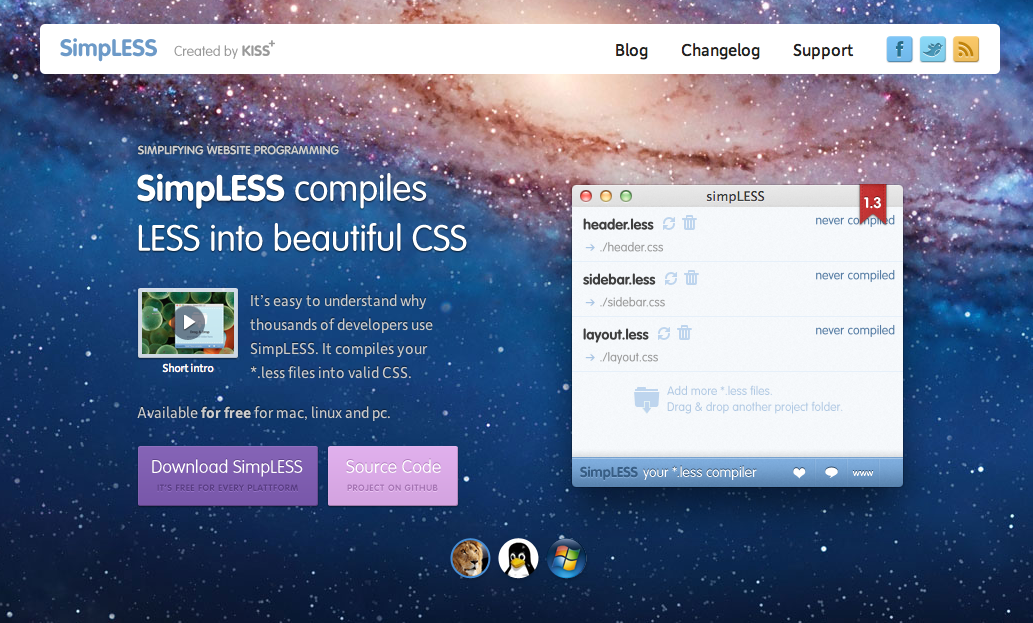 SimpLESS Created by KISS+ Blog Changelog Support
SIMPLIFYING WEBSITE PROGRAMMING
SimpLESS compiles
LESS into beautiful CSS
It's easy to understand why
thousands of developers use
SimpLESS. It compiles your
*.less files into valid CSS.
Short intro
Available for free for mac, linux and pc.
Download SimpLESS
IT'S FREE FOR EVERY PLATTFORM
Source Code
PROJECT ON GITHUB
simpLESS
1.3
header.less never compiled
./header.css
sidebar.less never compiled
./sidebar.css
layout.less never compiled
./layout.css
Add more *.less files.
Drag & drop another project folder.
SimpLESS your *.less compiler www